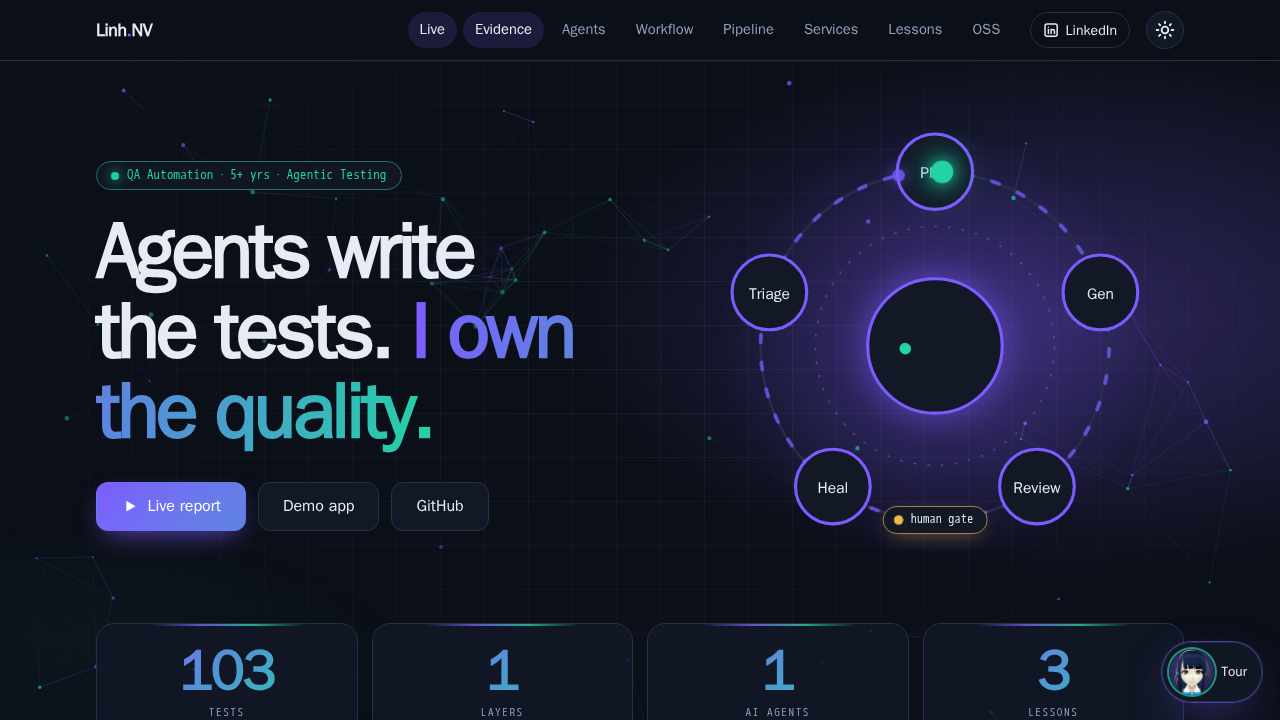 Linh.NV
Live
Evidence
Agents
Workflow
Pipeline
Services
Lessons
OSS
LinkedIn
QA Automation · 5+ yrs · Agentic Testing
Agents write
the tests. I own
the quality.
Live report
Demo app
GitHub
Triage
Gen
Heal
Review
human gate
103
TESTS
1
LAYERS
1
AI AGENTS
3
LESSONS
Tour